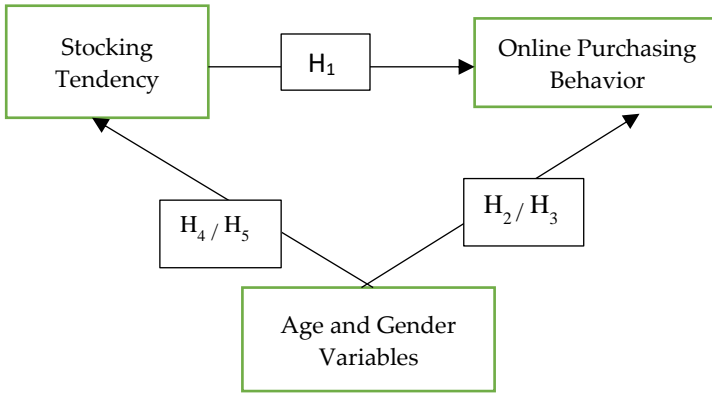 Stocking
Tendency
H₁
Online Purchasing
Behavior
H₄ / H₅
H₂ / H₃
Age and Gender
Variables